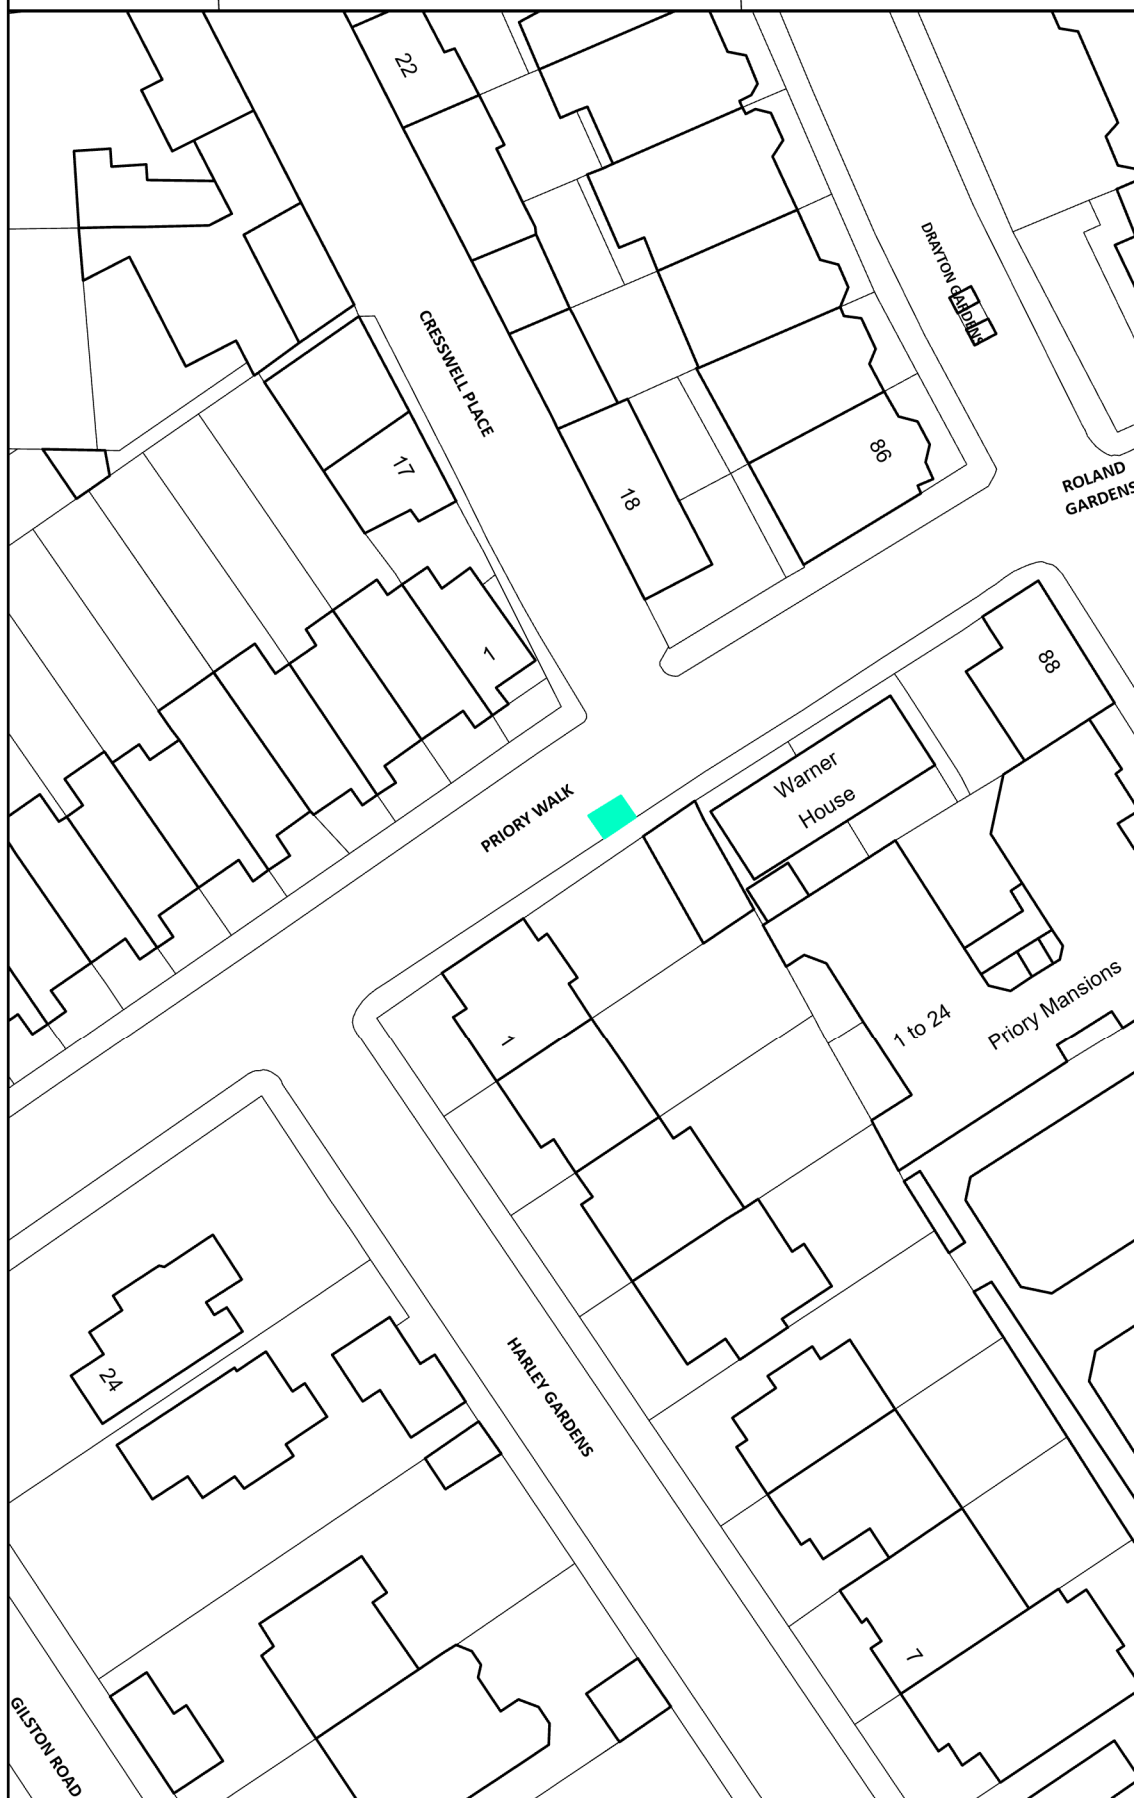 22
DRAYTON GARDENS
CRESSWELL PLACE
17
86
18
ROLAND
GARDENS
1
88
Warner
House
PRIORY WALK
1
1 to 24
Priory Mansions
24
HARLEY GARDENS
7
GILSTON ROAD